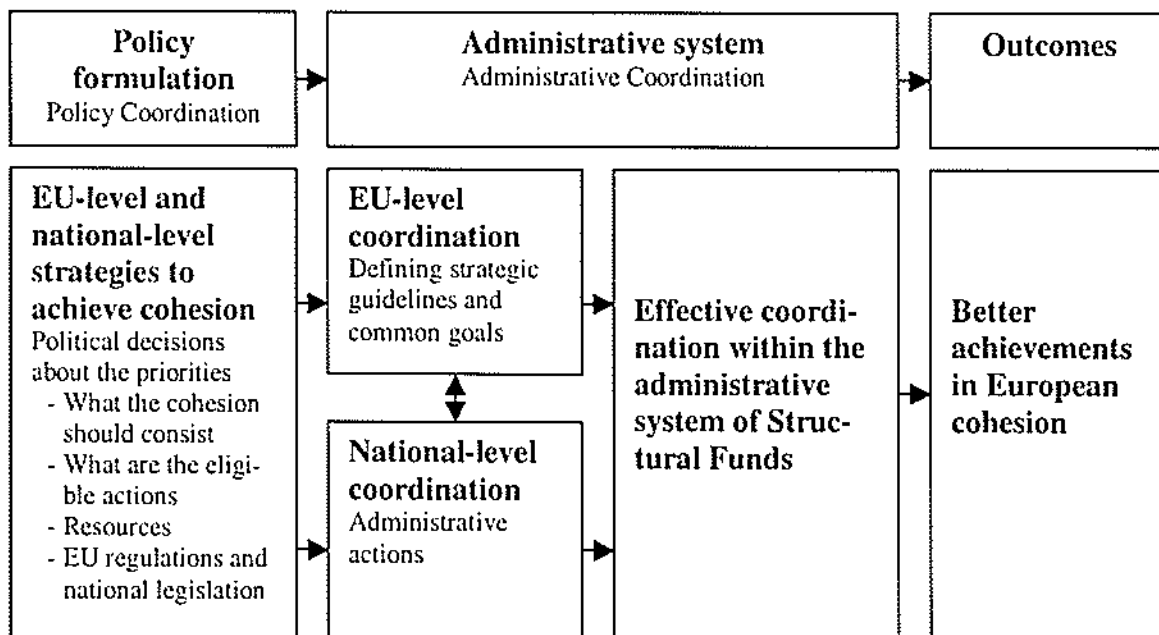 Policy
formulation
Policy Coordination
Administrative system
Administrative Coordination
Outcomes
EU-level and
national-level
strategies to
achieve cohesion
Political decisions
about the priorities
- What the cohesion
should consist
- What are the eligi-
ble actions
- Resources
- EU regulations and
national legislation
EU-level
coordination
Defining strategic
guidelines and
common goals
National-level
coordination
Administrative
actions
Effective coordi-
nation within the
administrative
system of Struc-
tural Funds
Better
achievements
in European
cohesion